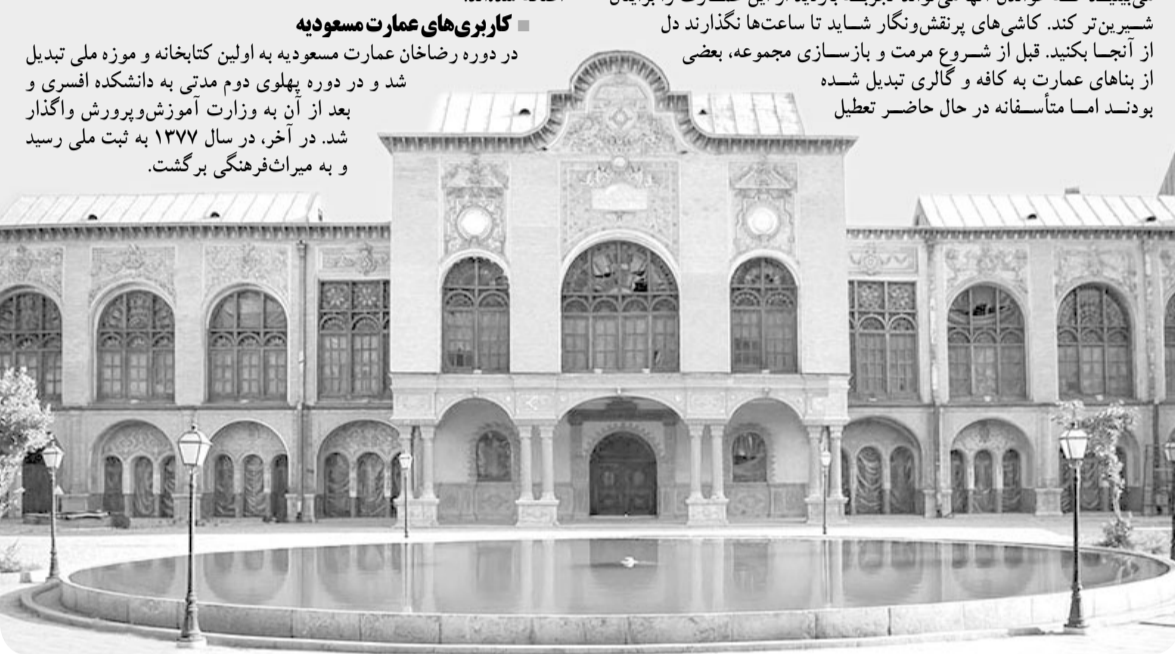 شیرین‌تر کند. کاشی‌های پرنقش‌ونگار شاید تا ساعت‌ها نگذارند دل
از آنجا بکنید. قبل از شروع مرمت و بازسازی مجموعه، بعضی
از بناهای عمارت به کافه و گالری تبدیل شده
بودند اما متأسفانه در حال حاضر تعطیل
کاربری‌های عمارت مسعودیه
در دوره رضاخان عمارت مسعودیه به اولین کتابخانه و موزه ملی تبدیل
شد و در دوره پهلوی دوم مدتی به دانشکده افسری و
بعد از آن به وزارت آموزش‌وپرورش واگذار
شد. در آخر، در سال ۱۳۷۷ به ثبت ملی رسید
و به میراث‌فرهنگی برگشت.